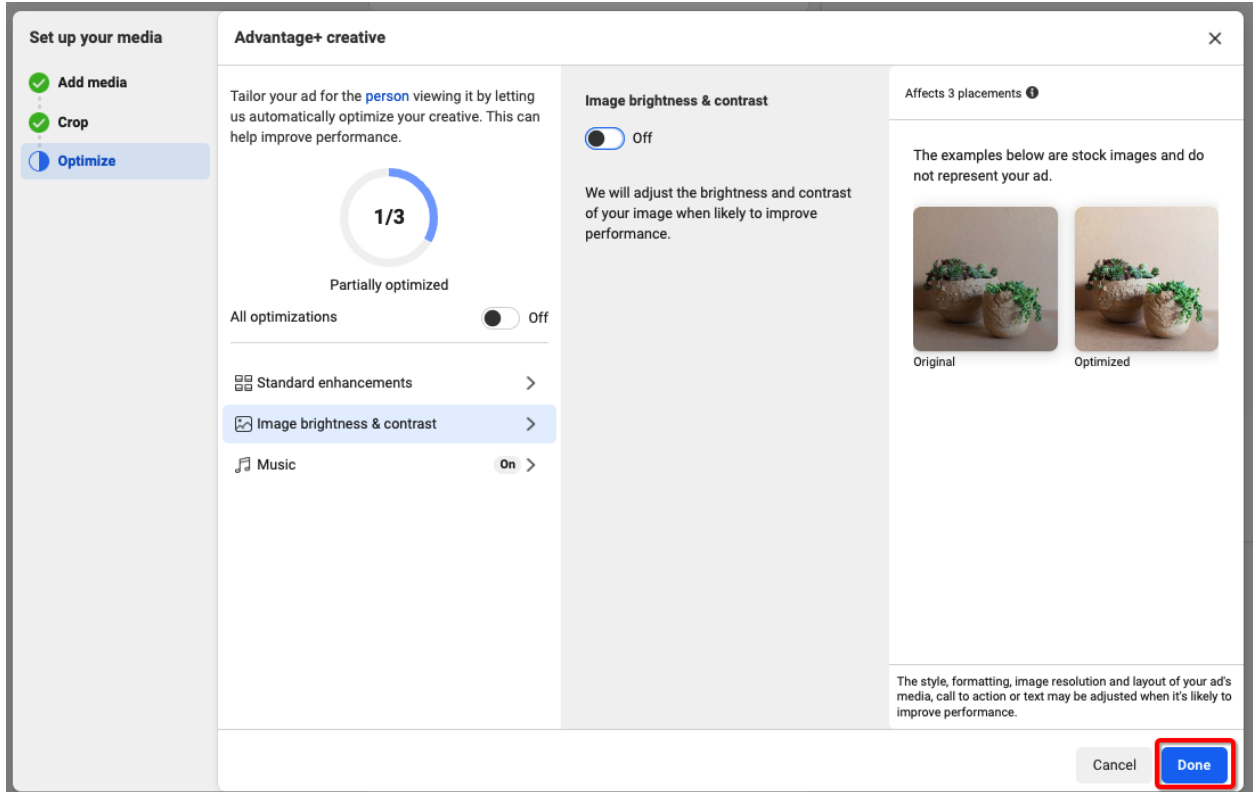 Set up your media
Add media
Crop
Optimize
Advantage+ creative
Tailor your ad for the person viewing it by letting
us automatically optimize your creative. This can
help improve performance.
1/3
Partially optimized
All optimizations Off
Standard enhancements
Image brightness & contrast
Music On
Image brightness & contrast
Off
We will adjust the brightness and contrast
of your image when likely to improve
performance.
Affects 3 placements
The examples below are stock images and do
not represent your ad.
Original Optimized
The style, formatting, image resolution and layout of your ad's
media, call to action or text may be adjusted when it's likely to
improve performance.
Cancel Done